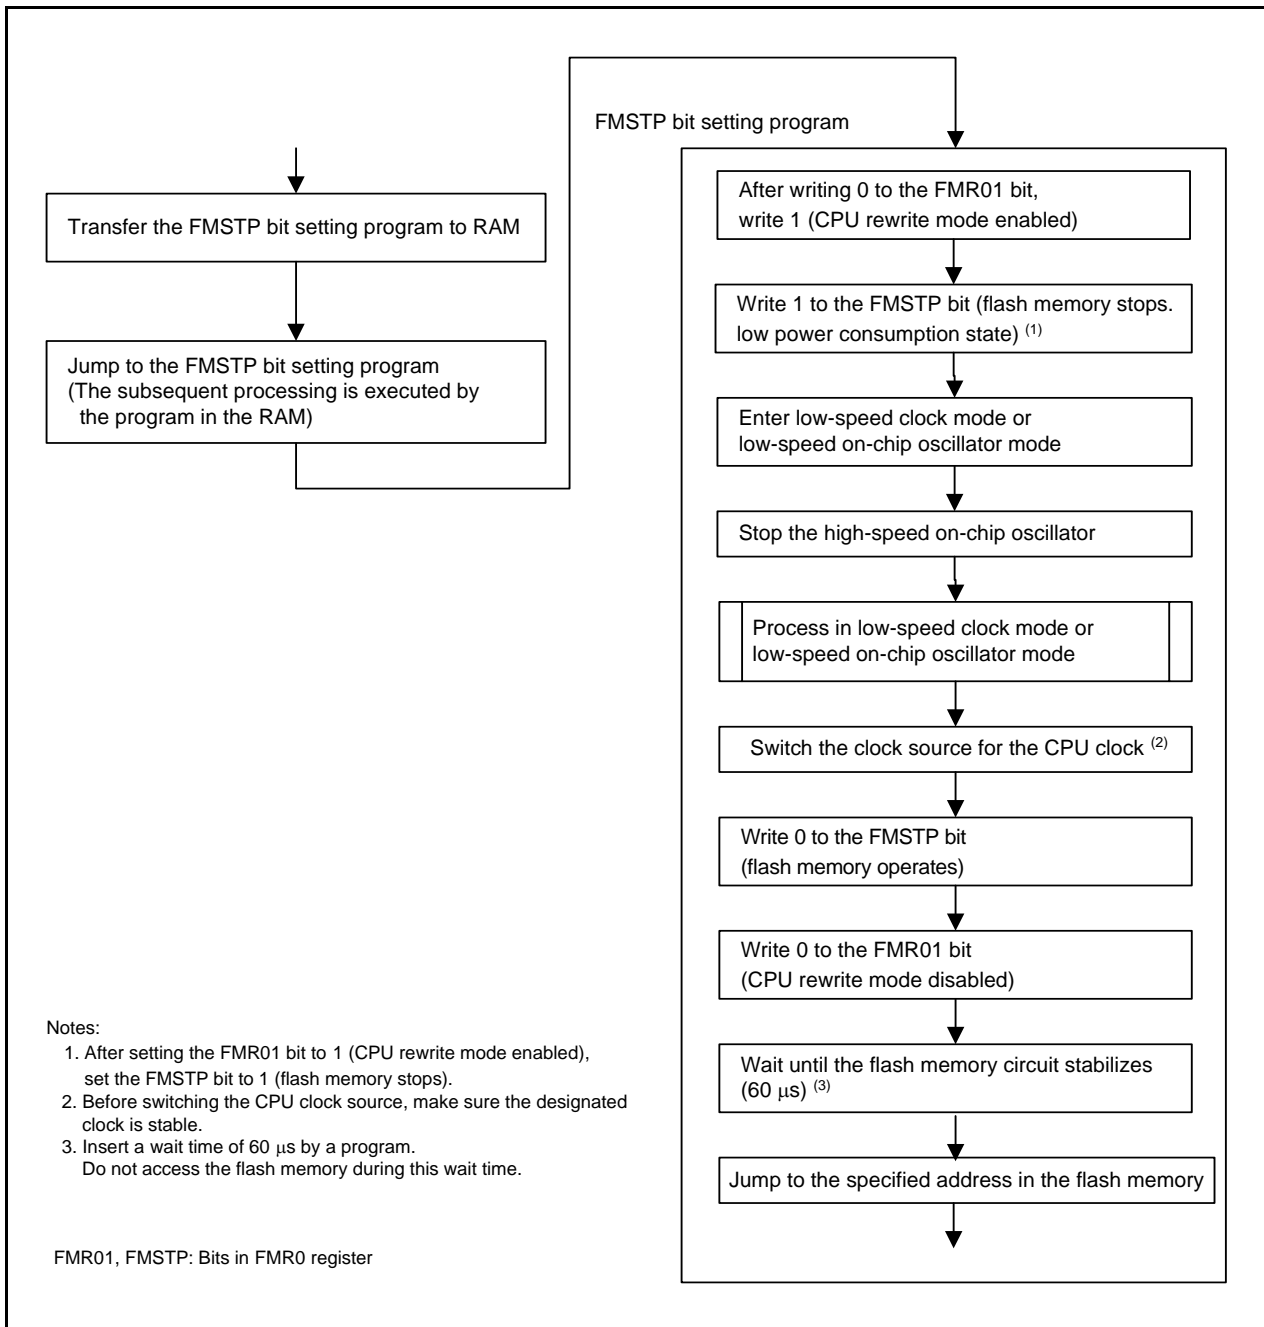 Transfer the FMSTP bit setting program to RAM
Jump to the FMSTP bit setting program
(The subsequent processing is executed by
the program in the RAM)
FMSTP bit setting program
After writing 0 to the FMR01 bit,
write 1 (CPU rewrite mode enabled)
Write 1 to the FMSTP bit (flash memory stops.
low power consumption state) (1)
Enter low-speed clock mode or
low-speed on-chip oscillator mode
Stop the high-speed on-chip oscillator
Process in low-speed clock mode or
low-speed on-chip oscillator mode
Switch the clock source for the CPU clock (2)
Write 0 to the FMSTP bit
(flash memory operates)
Write 0 to the FMR01 bit
(CPU rewrite mode disabled)
Wait until the flash memory circuit stabilizes
(60 μs) (3)
Jump to the specified address in the flash memory
Notes:
1. After setting the FMR01 bit to 1 (CPU rewrite mode enabled),
set the FMSTP bit to 1 (flash memory stops).
2. Before switching the CPU clock source, make sure the designated
clock is stable.
3. Insert a wait time of 60 μs by a program.
Do not access the flash memory during this wait time.
FMR01, FMSTP: Bits in FMR0 register